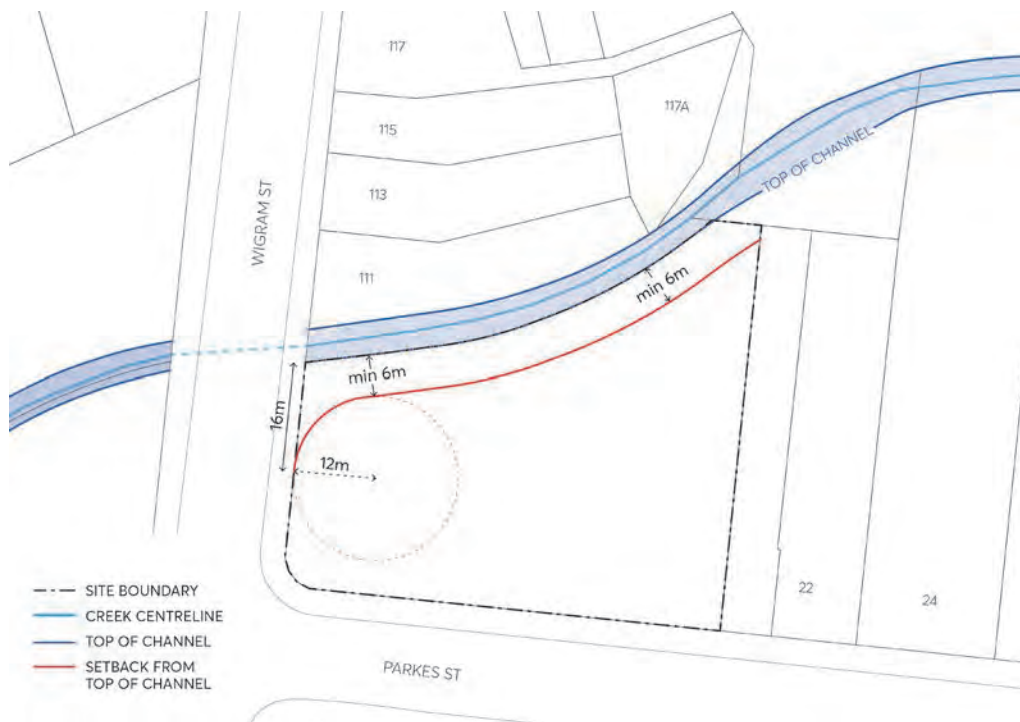 117
117A
115
TOP OF CHANNEL
113
WIGRAM ST
111
min 6m
min 6m
16m
12m
SITE BOUNDARY
CREEK CENTRELINE
TOP OF CHANNEL
SETBACK FROM
TOP OF CHANNEL
22
24
PARKES ST